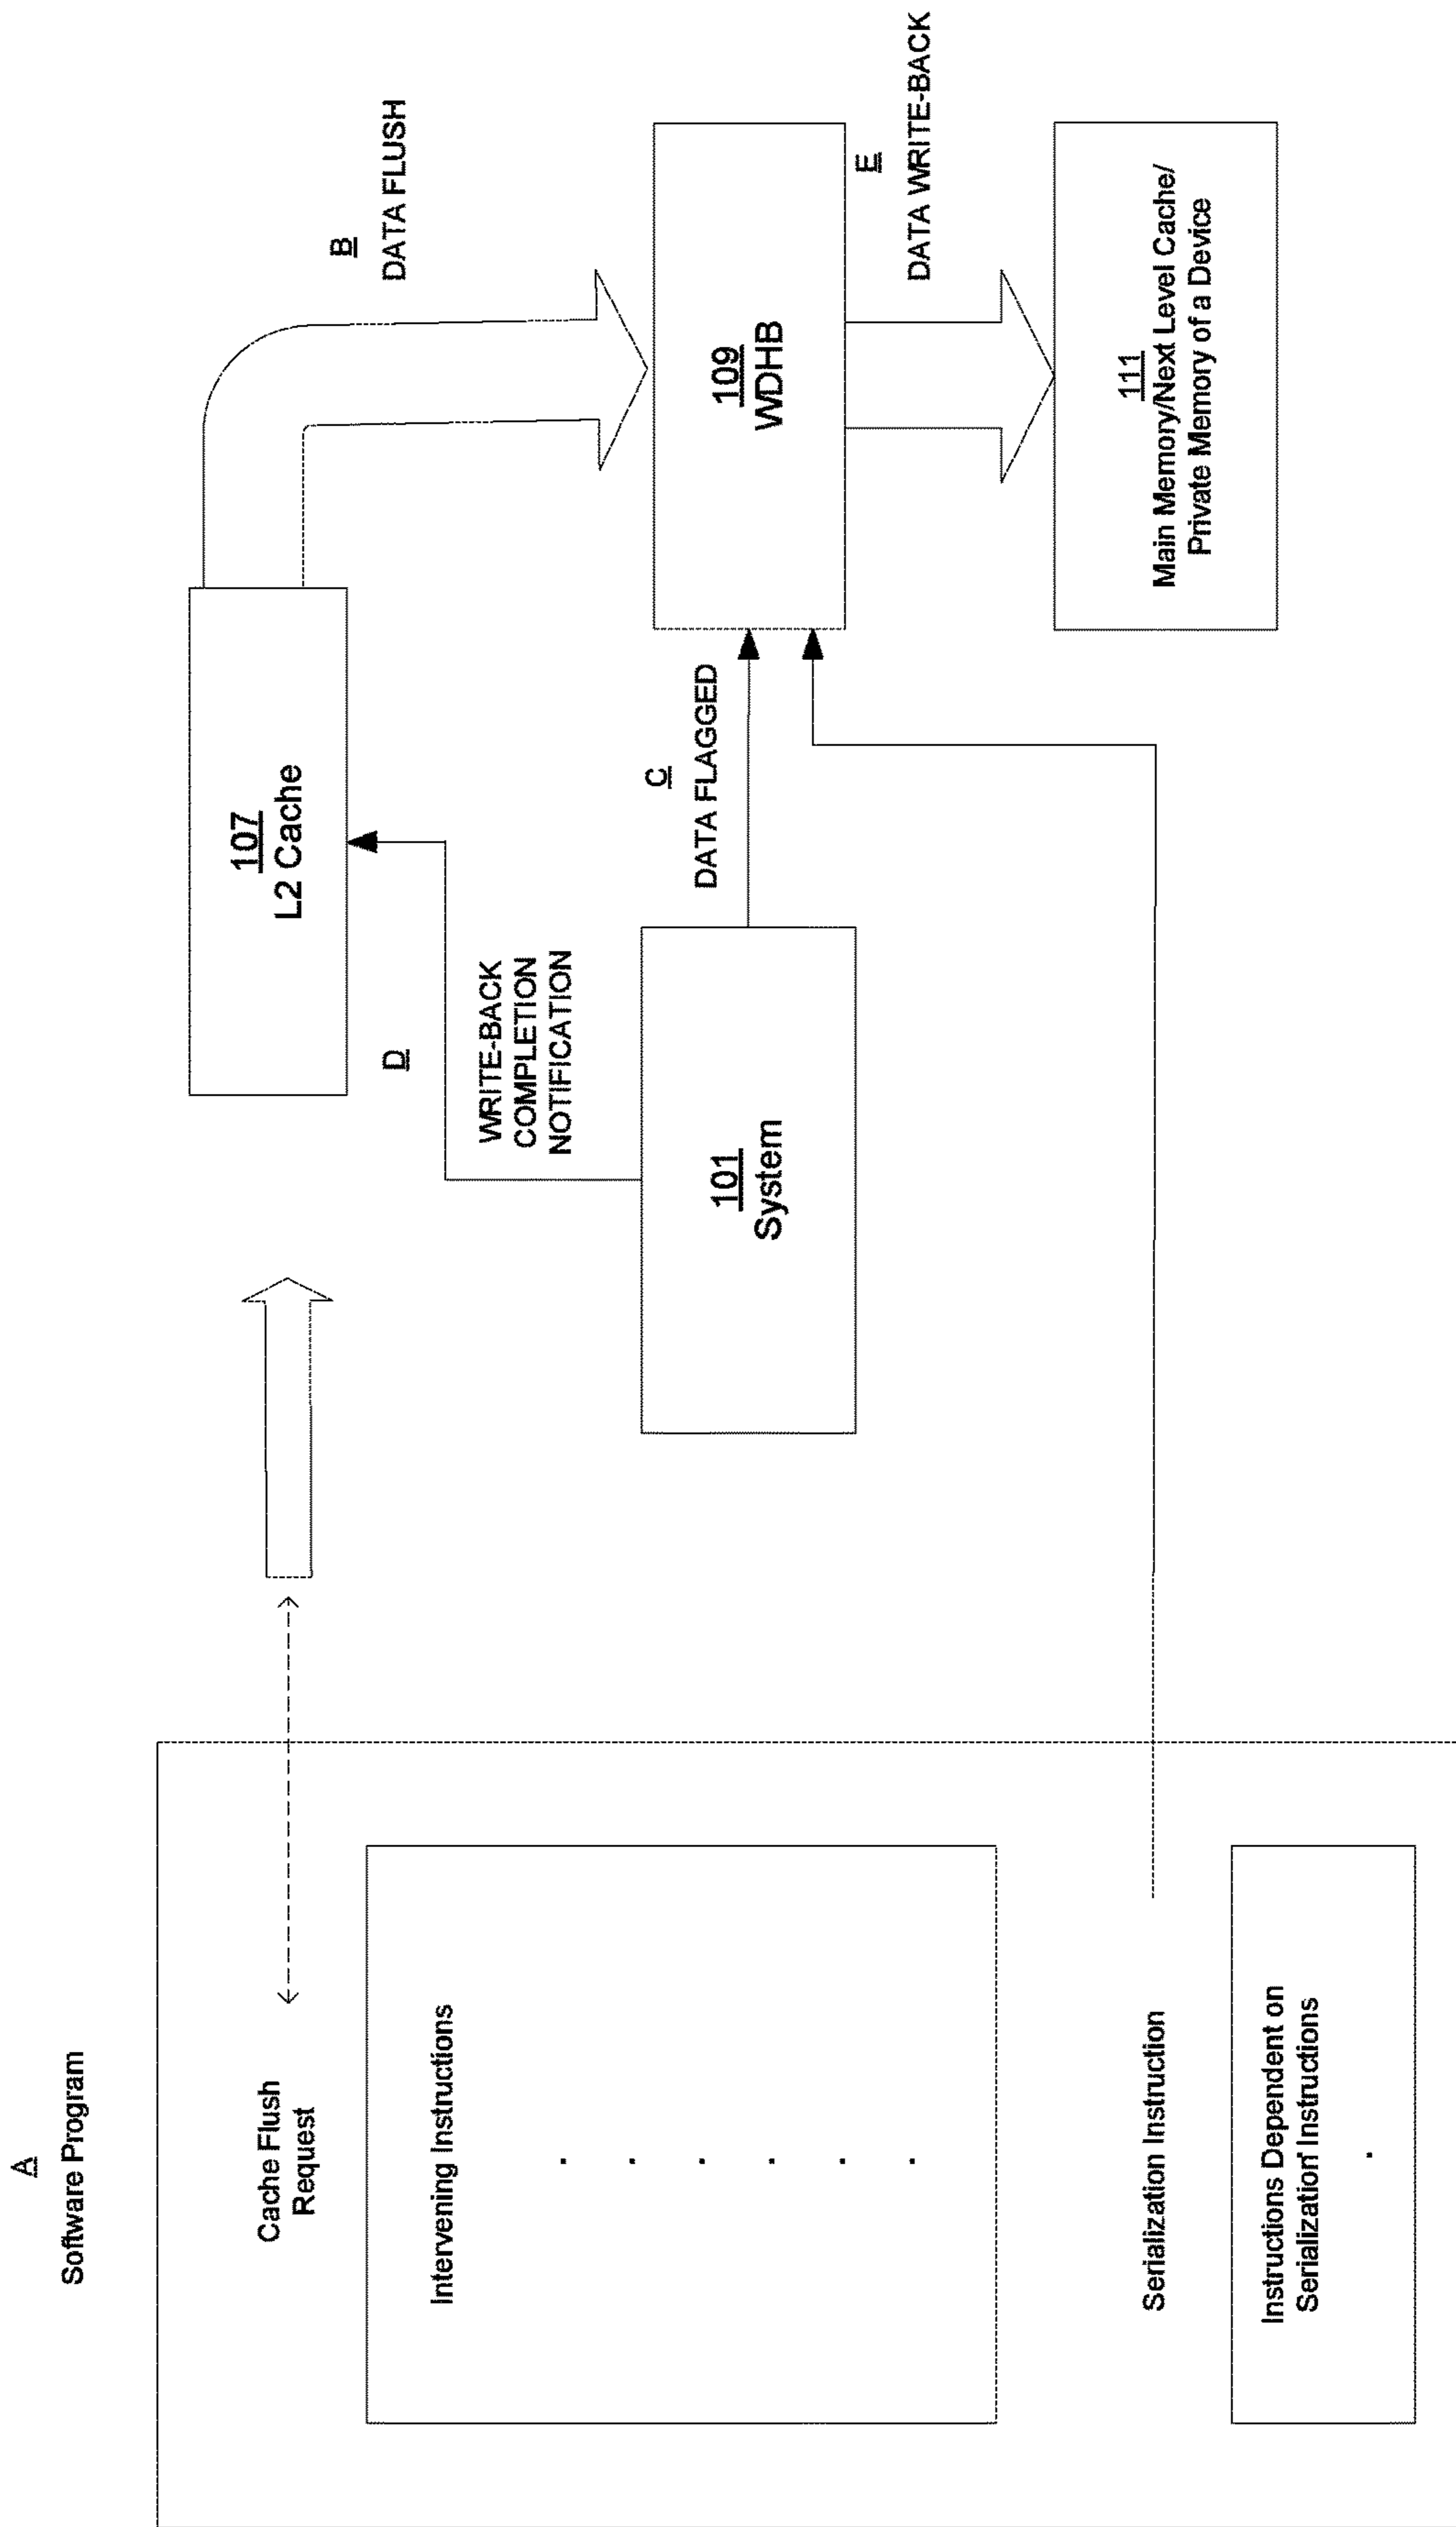 A
Software Program
Cache Flush
Request
Intervening Instructions
Serialization Instruction
Instructions Dependent on
Serialization Instructions
107
L2 Cache
D
WRITE-BACK
COMPLETION
NOTIFICATION
101
System
B
DATA FLUSH
C
DATA FLAGGED
109
WDHB
E
DATA WRITE-BACK
111
Main Memory/Next Level Cache/
Private Memory of a Device